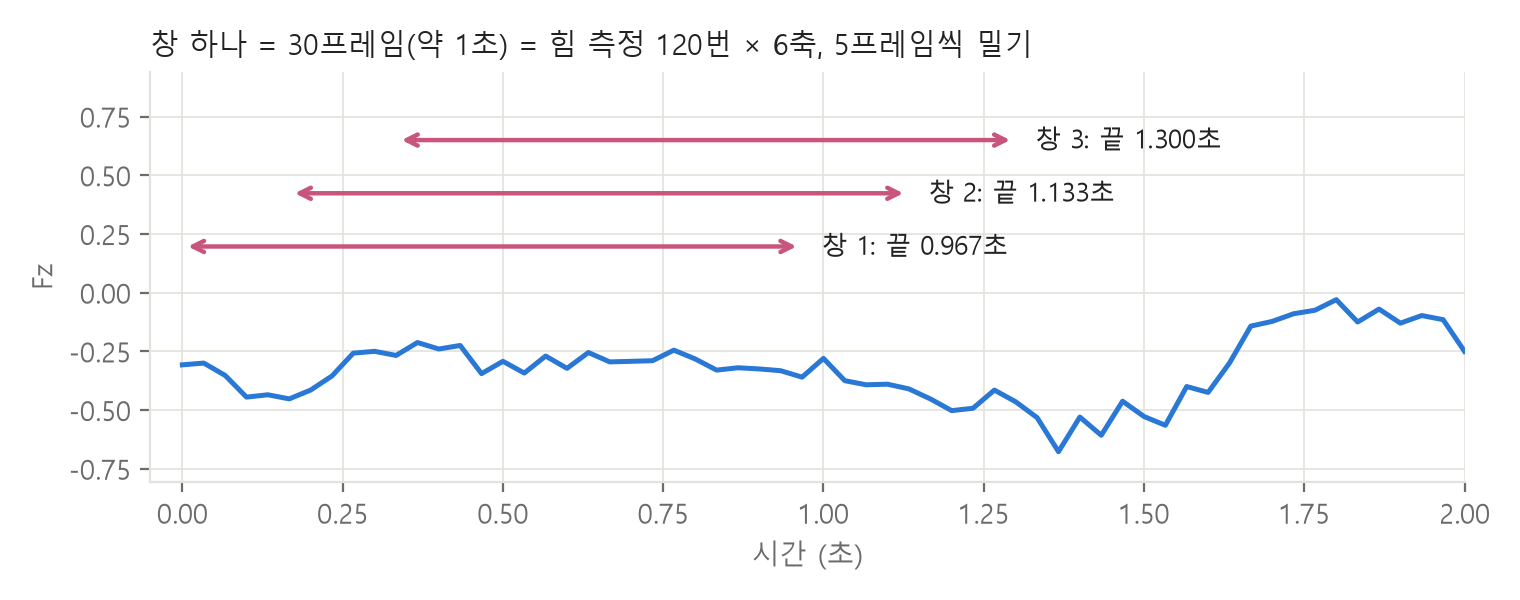 창 하나 = 30프레임(약 1초) = 힘 측정 120번 × 6축, 5프레임씩 밀기
0.75
창 3: 끝 1.300초
0.50
창 2: 끝 1.133초
0.25
창 1: 끝 0.967초
Fz
0.00
-0.25
-0.50
-0.75
0.00 0.25 0.50 0.75 1.00 1.25 1.50 1.75 2.00
시간 (초)